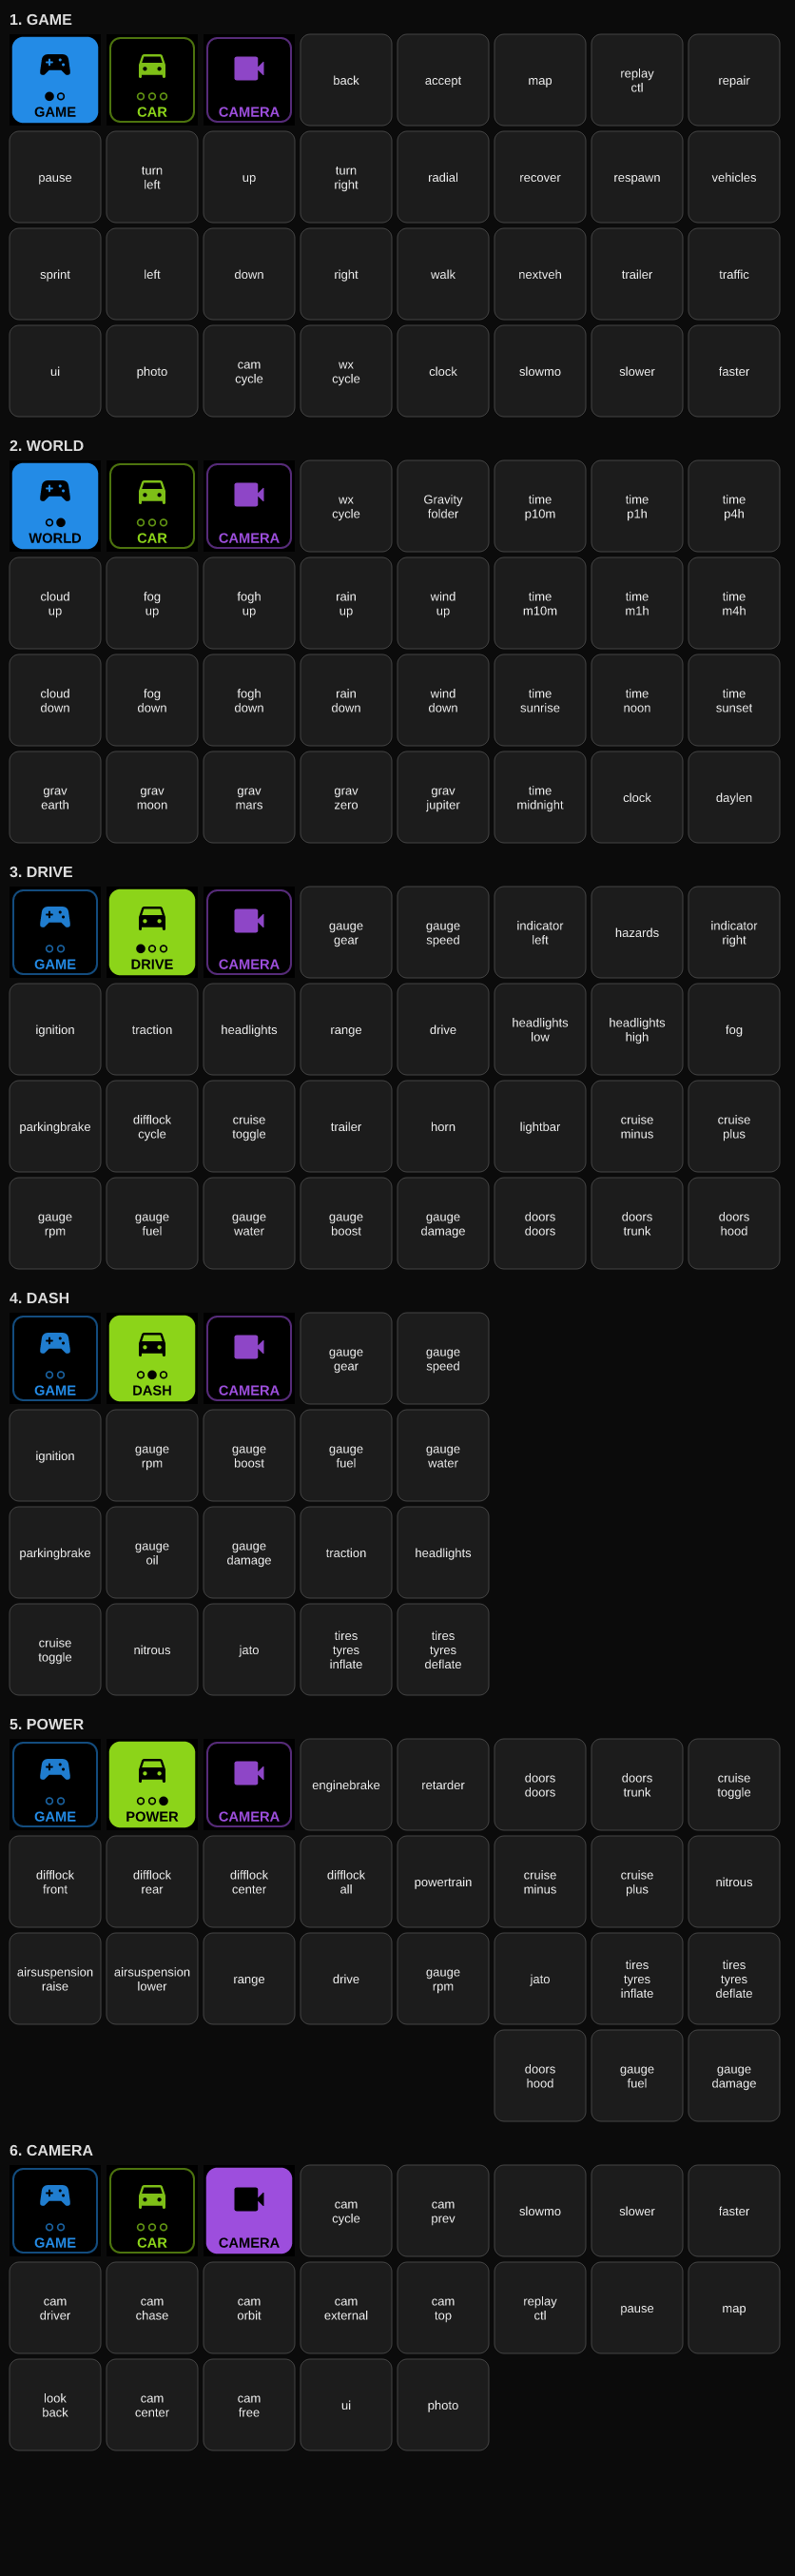 1. GAME
GAME
CAR
CAMERA
back
accept
map
replay
ctl
repair
pause
turn
left
up
turn
right
radial
recover
respawn
vehicles
sprint
left
down
right
walk
nextveh
trailer
traffic
ui
photo
cam
cycle
wx
cycle
clock
slowmo
slower
faster
2. WORLD
WORLD
CAR
CAMERA
wx
cycle
Gravity
folder
time
p10m
time
p1h
time
p4h
cloud
up
fog
up
fogh
up
rain
up
wind
up
time
m10m
time
m1h
time
m4h
cloud
down
fog
down
fogh
down
rain
down
wind
down
time
sunrise
time
noon
time
sunset
grav
earth
grav
moon
grav
mars
grav
zero
grav
jupiter
time
midnight
clock
daylen
3. DRIVE
GAME
DRIVE
CAMERA
gauge
gear
gauge
speed
indicator
left
hazards
indicator
right
ignition
traction
headlights
range
drive
headlights
low
headlights
high
fog
parkingbrake
difflock
cycle
cruise
toggle
trailer
horn
lightbar
cruise
minus
cruise
plus
gauge
rpm
gauge
fuel
gauge
water
gauge
boost
gauge
damage
doors
doors
doors
trunk
doors
hood
4. DASH
GAME
DASH
CAMERA
gauge
gear
gauge
speed
ignition
gauge
rpm
gauge
boost
gauge
fuel
gauge
water
parkingbrake
gauge
oil
gauge
damage
traction
headlights
cruise
toggle
nitrous
jato
tires
tyres
inflate
tires
tyres
deflate
5. POWER
GAME
POWER
CAMERA
enginebrake
retarder
doors
doors
doors
trunk
cruise
toggle
difflock
front
difflock
rear
difflock
center
difflock
all
powertrain
cruise
minus
cruise
plus
nitrous
airsuspension
raise
airsuspension
lower
range
drive
gauge
rpm
jato
tires
tyres
inflate
tires
tyres
deflate
doors
hood
gauge
fuel
gauge
damage
6. CAMERA
GAME
CAR
CAMERA
cam
cycle
cam
prev
slowmo
slower
faster
cam
driver
cam
chase
cam
orbit
cam
external
cam
top
replay
ctl
pause
map
look
back
cam
center
cam
free
ui
photo